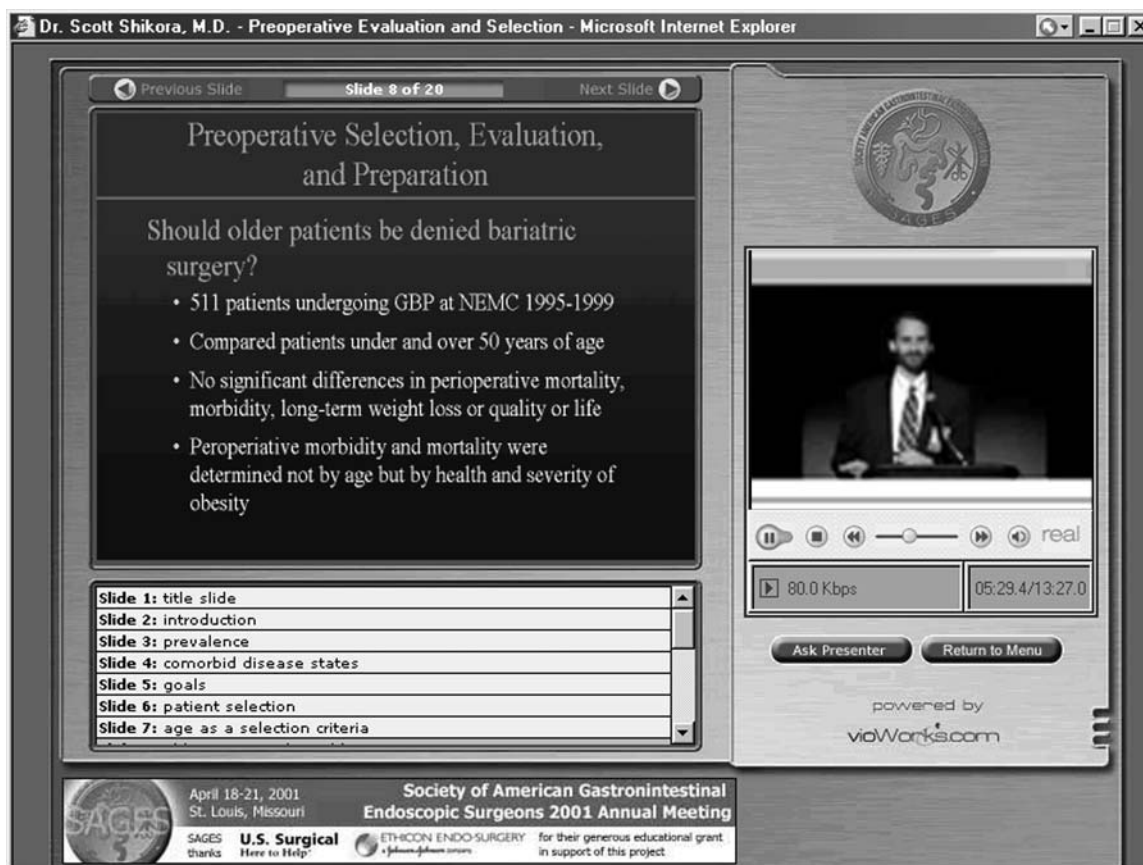 Dr. Scott Shikora, M.D. - Preoperative Evaluation and Selection - Microsoft Internet Explorer
Previous Slide
Slide 8 of 20
Next Slide
Preoperative Selection, Evaluation,
and Preparation
Should older patients be denied bariatric
surgery?
• 511 patients undergoing GBP at NEMC 1995-1999
• Compared patients under and over 50 years of age
• No significant differences in perioperative mortality,
morbidity, long-term weight loss or quality or life
• Peroperiative morbidity and mortality were
determined not by age but by health and severity of
obesity
Slide 1: title slide
Slide 2: introduction
Slide 3: prevalence
Slide 4: comorbid disease states
Slide 5: goals
Slide 6: patient selection
Slide 7: age as a selection criteria
SAGES
real
80.0 Kbps
05:29.4/13:27.0
Ask Presenter
Return to Menu
powered by
vioWorks.com
SAGES
April 18-21, 2001
St. Louis, Missouri
Society of American Gastronintestinal
Endoscopic Surgeons 2001 Annual Meeting
SAGES
thanks
U.S. Surgical
Here to Help
ETHICON ENDO-SURGERY
a Johnson & Johnson company
for their generous educational grant
in support of this project